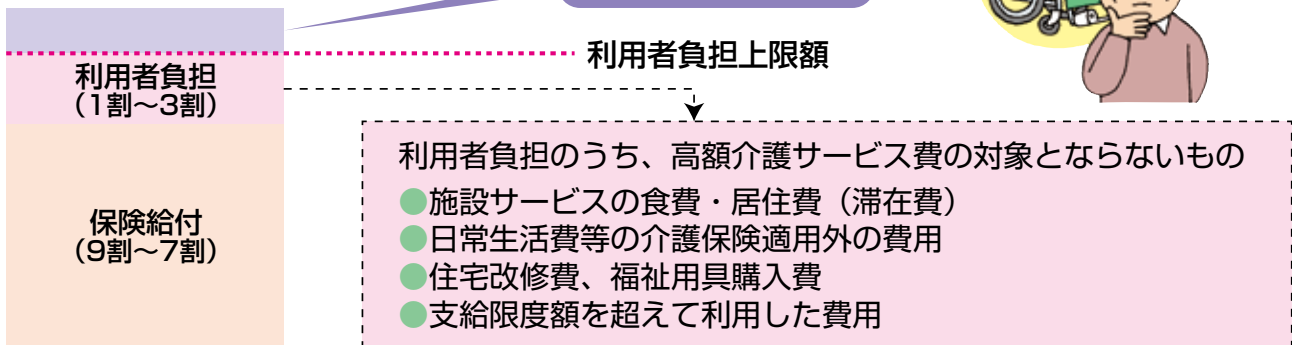 利用者負担上限額
利用者負担
（1割～3割）
保険給付
（9割～7割）
利用者負担のうち、高額介護サービス費の対象とならないもの
●施設サービスの食費・居住費（滞在費）
●日常生活費等の介護保険適用外の費用
●住宅改修費、福祉用具購入費
●支給限度額を超えて利用した費用